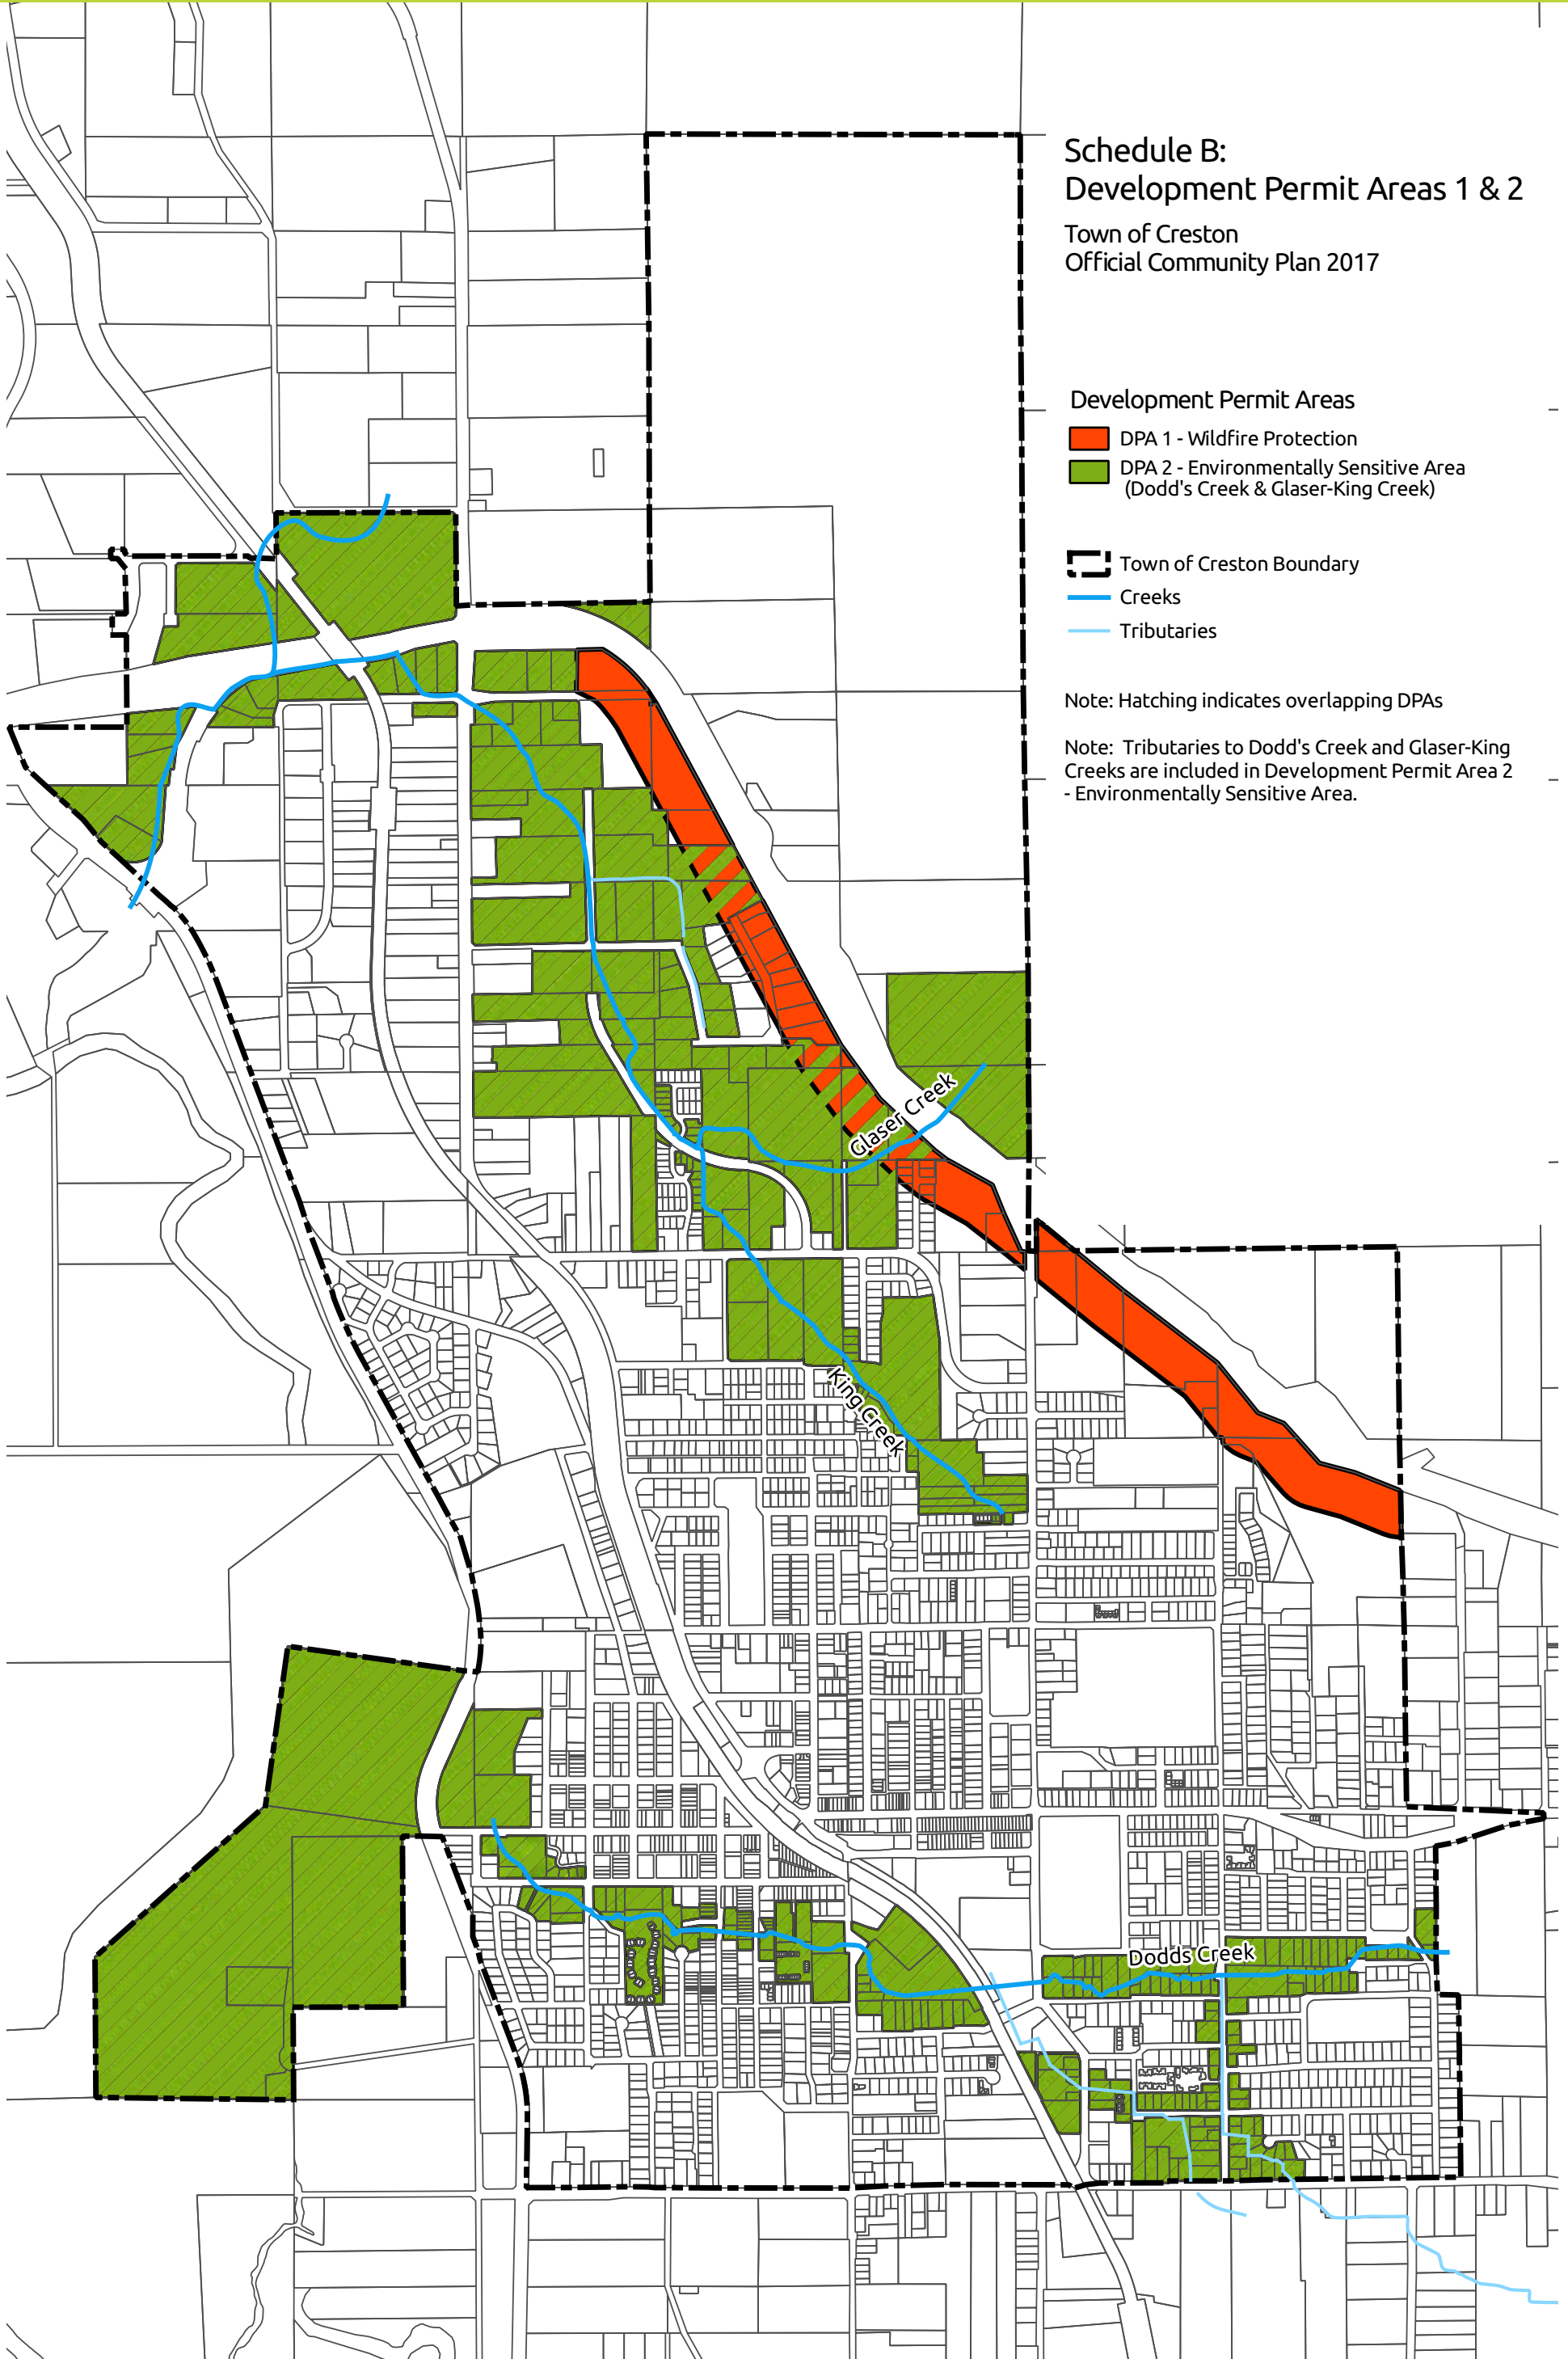 Schedule B:
Development Permit Areas 1 & 2
Town of Creston
Official Community Plan 2017
Development Permit Areas
DPA 1 - Wildfire Protection
DPA 2 - Environmentally Sensitive Area
(Dodd's Creek & Glaser-King Creek)
Town of Creston Boundary
Creeks
Tributaries
Note: Hatching indicates overlapping DPAs
Note: Tributaries to Dodd's Creek and Glaser-King
Creeks are included in Development Permit Area 2
- Environmentally Sensitive Area.
Glaser Creek
King Creek
Dodds Creek